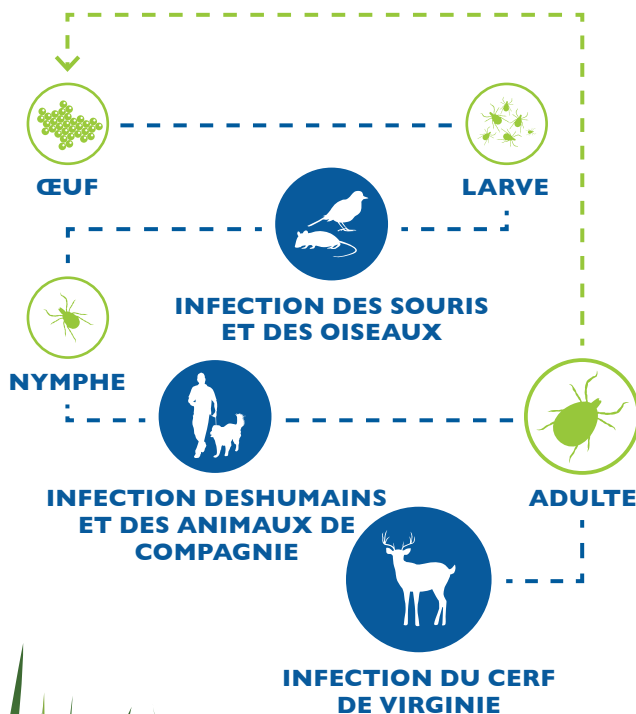 ŒUF
LARVE
INFECTION DES SOURIS
ET DES OISEAUX
NYMPHE
INFECTION DESHUMAINS
ET DES ANIMAUX DE
COMPAGNIE
ADULTE
INFECTION DU CERF
DE VIRGINIE